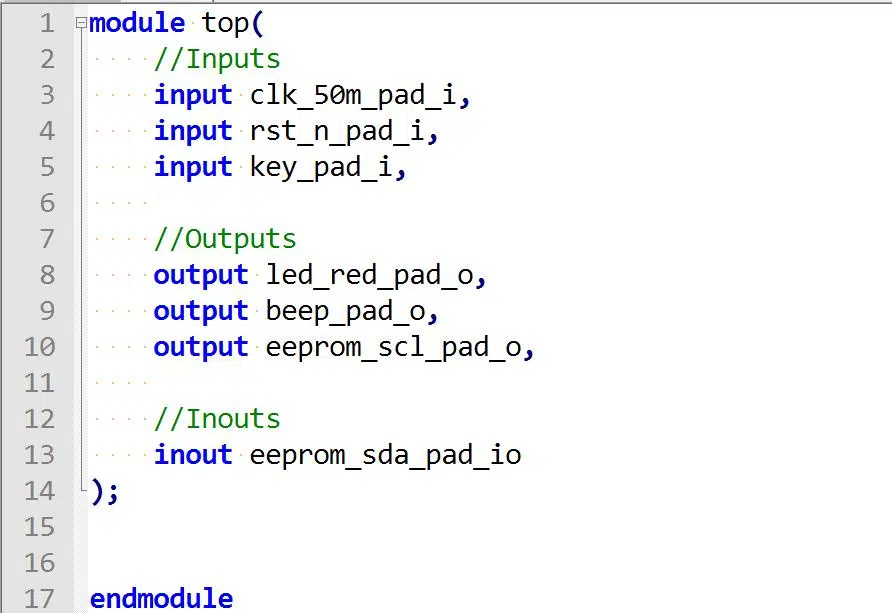 1 module top(
2 //Inputs
3 input clk_50m_pad_i,
4 input rst_n_pad_i,
5 input key_pad_i,
6
7 //Outputs
8 output led_red_pad_o,
9 output beep_pad_o,
10 output eeprom_scl_pad_o,
11
12 //Inouts
13 inout eeprom_sda_pad_io
14 );
15
16
17 endmodule